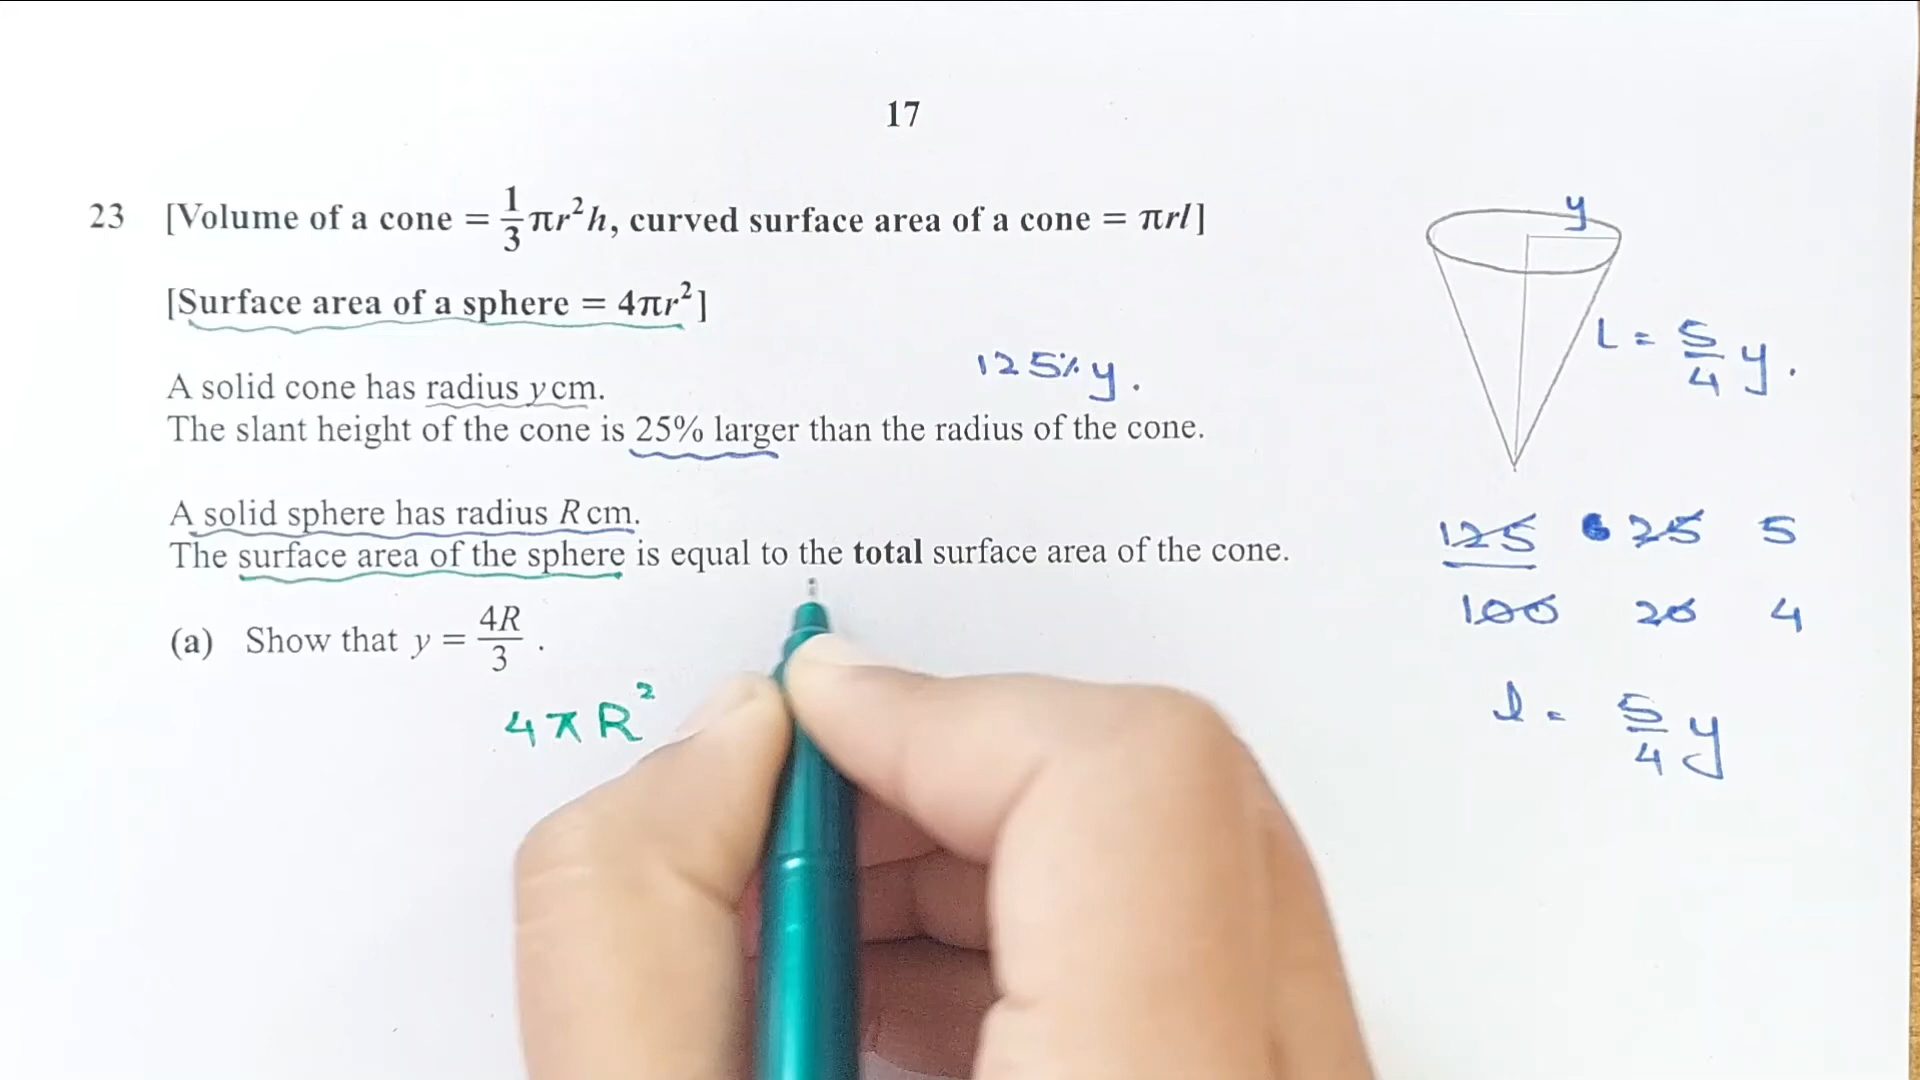 17
23 [Volume of a cone = 1/3 πr²h, curved surface area of a cone = πrl]
[Surface area of a sphere = 4πr²]
125% y.
A solid cone has radius y cm.
The slant height of the cone is 25% larger than the radius of the cone.
A solid sphere has radius R cm.
The surface area of the sphere is equal to the total surface area of the cone.
(a) Show that y = 4R/3 .
4πR²
y
L = 5/4 y.
125 25 5
100 20 4
l = 5/4 y